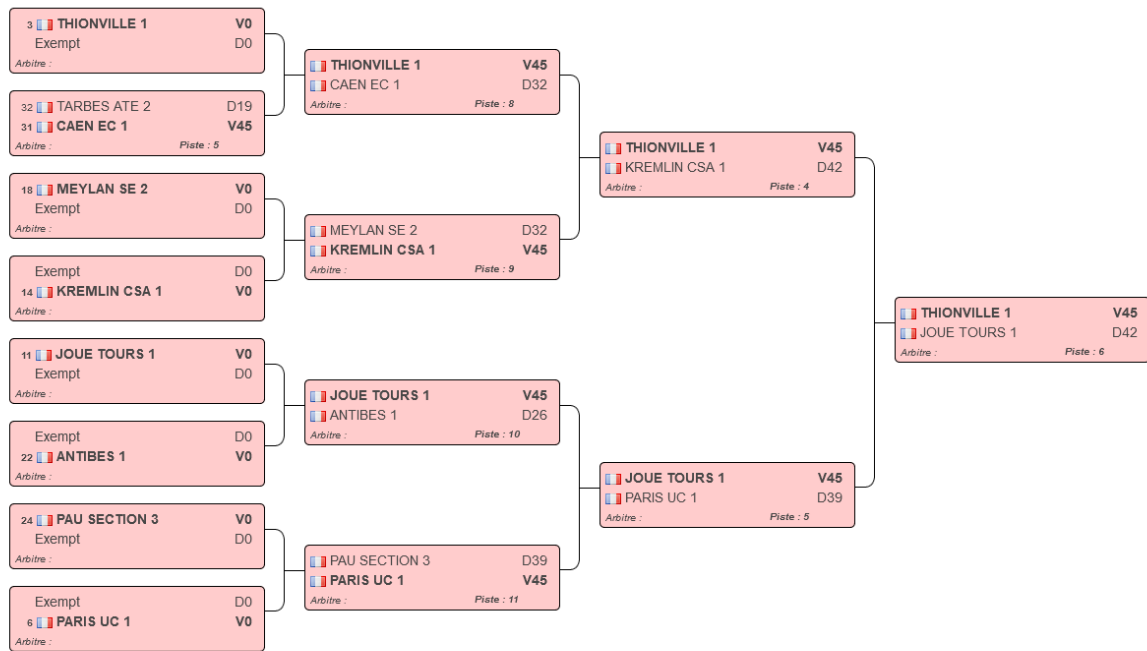 3 THIONVILLE 1 V0
Exempt D0
Arbitre :
32 TARBES ATE 2 D19
31 CAEN EC 1 V45
Arbitre : Piste : 5
18 MEYLAN SE 2 V0
Exempt D0
Arbitre :
Exempt D0
14 KREMLIN CSA 1 V0
Arbitre :
11 JOUE TOURS 1 V0
Exempt D0
Arbitre :
Exempt D0
22 ANTIBES 1 V0
Arbitre :
24 PAU SECTION 3 V0
Exempt D0
Arbitre :
Exempt D0
6 PARIS UC 1 V0
Arbitre :
THIONVILLE 1 V45
CAEN EC 1 D32
Arbitre : Piste : 8
MEYLAN SE 2 D32
KREMLIN CSA 1 V45
Arbitre : Piste : 9
JOUE TOURS 1 V45
ANTIBES 1 D26
Arbitre : Piste : 10
PAU SECTION 3 D39
PARIS UC 1 V45
Arbitre : Piste : 11
THIONVILLE 1 V45
KREMLIN CSA 1 D42
Arbitre : Piste : 4
JOUE TOURS 1 V45
PARIS UC 1 D39
Arbitre : Piste : 5
THIONVILLE 1 V45
JOUE TOURS 1 D42
Arbitre : Piste : 6